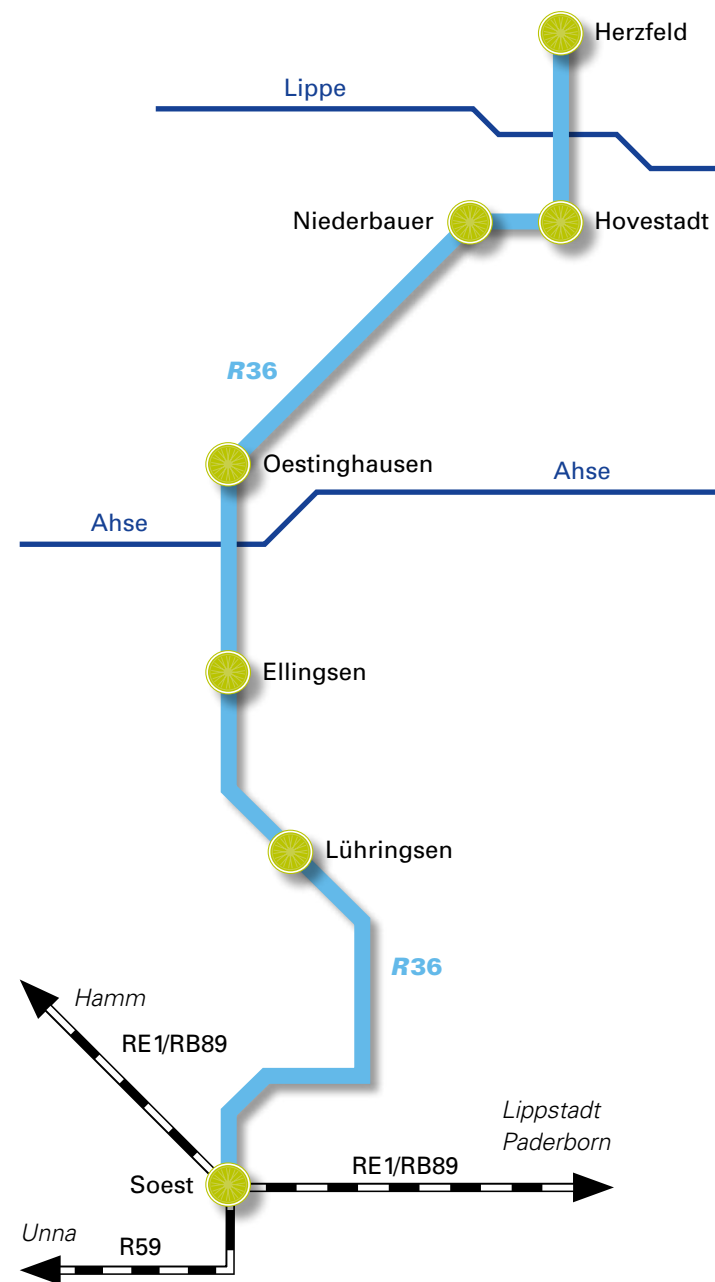 Herzfeld
Lippe
Niederbauer
Hovestadt
R36
Oestinghausen
Ahse
Ahse
Ellingsen
Lühringsen
R36
Hamm
RE1/RB89
Lippstadt
Paderborn
RE1/RB89
Soest
Unna
R59